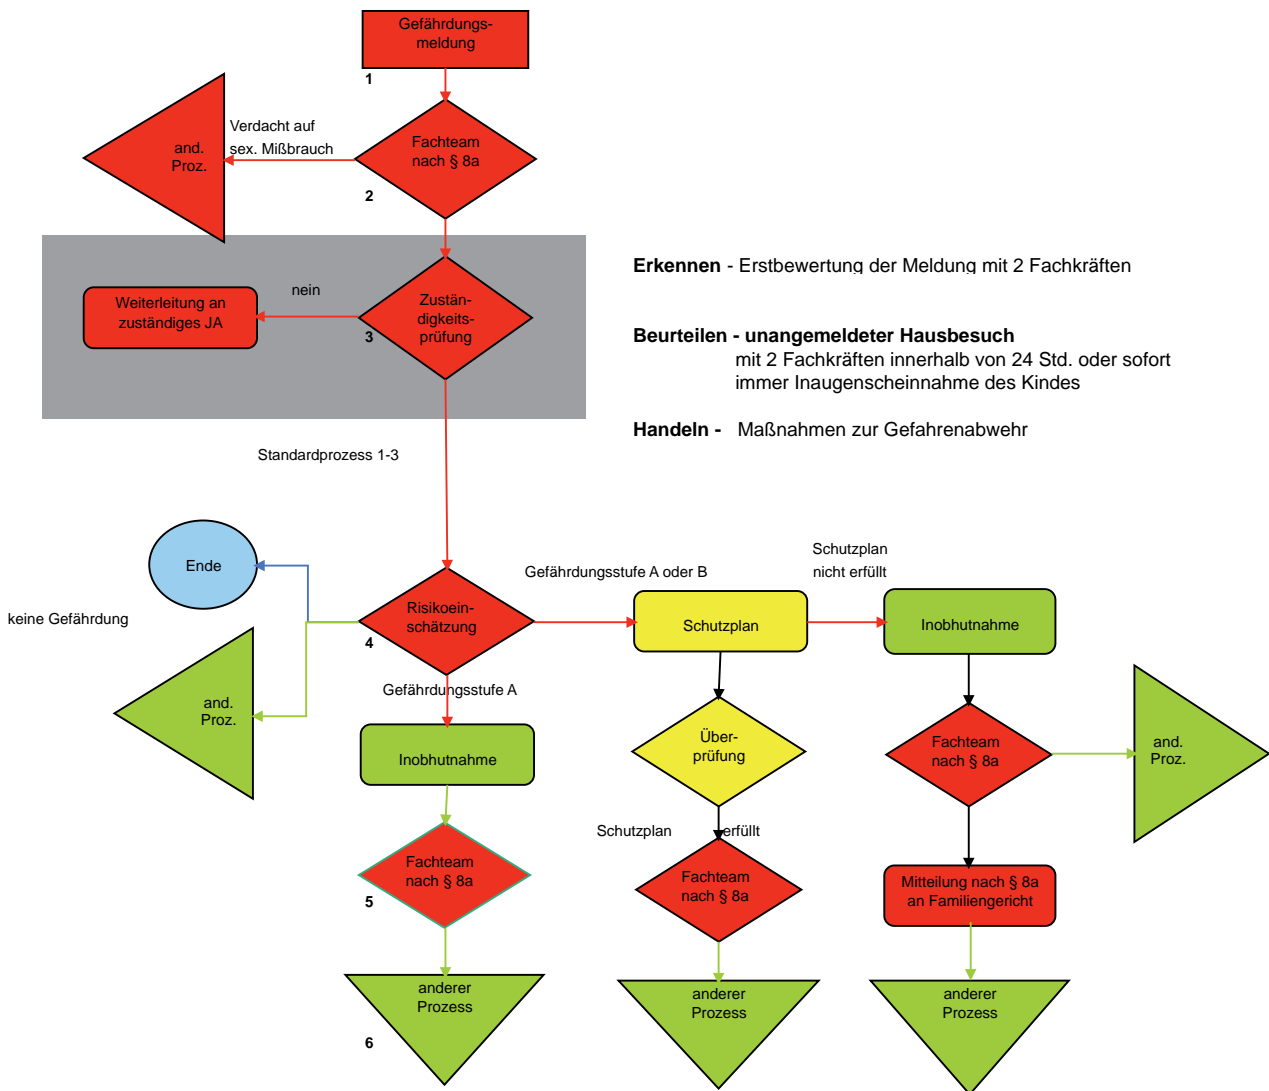 Gefährdungs-
meldung
1
Verdacht auf
sex. Mißbrauch
and.
Proz.
Fachteam
nach § 8a
2
Erkennen - Erstbewertung der Meldung mit 2 Fachkräften
nein
Weiterleitung an
zuständiges JA
Zustän-
digkeits-
prüfung
3
Beurteilen - unangemeldeter Hausbesuch
mit 2 Fachkräften innerhalb von 24 Std. oder sofort
immer Inaugenscheinnahme des Kindes
Handeln - Maßnahmen zur Gefahrenabwehr
Standardprozess 1-3
Ende
Gefährdungsstufe A oder B
Schutzplan
nicht erfüllt
keine Gefährdung
Risikoein-
schätzung
4
Schutzplan
Inobhutnahme
Gefährdungsstufe A
and.
Proz.
Inobhutnahme
Über-
prüfung
Fachteam
nach § 8a
and.
Proz.
Schutzplan erfüllt
Fachteam
nach § 8a
5
Fachteam
nach § 8a
Mitteilung nach § 8a
an Familiengericht
anderer
Prozess
6
anderer
Prozess
anderer
Prozess